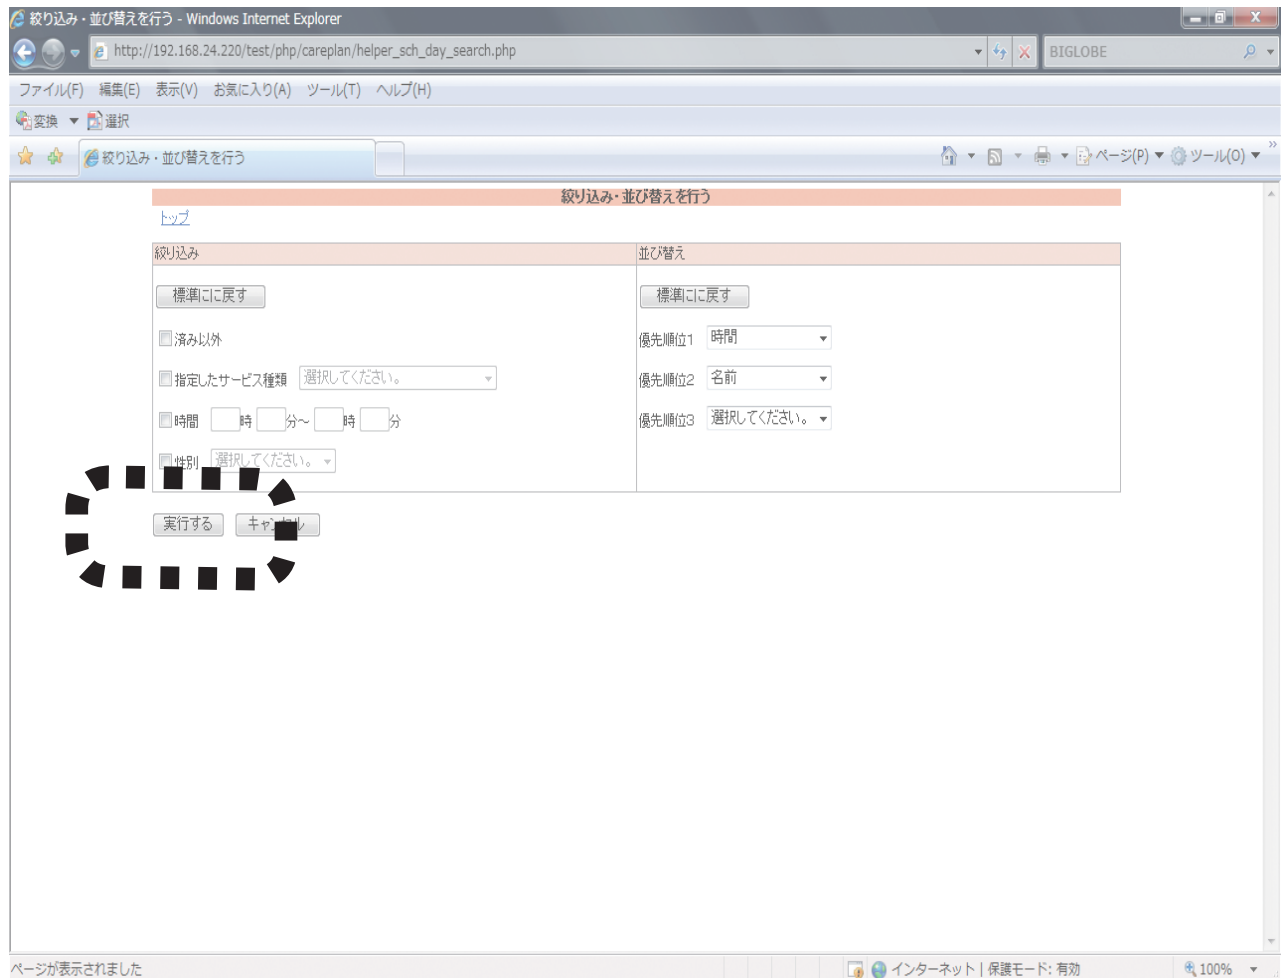 絞り込み・並び替えを行う - Windows Internet Explorer
http://192.168.24.220/test/php/careplan/helper_sch_day_search.php
BIGLOBE
ファイル(F) 編集(E) 表示(V) お気に入り(A) ツール(T) ヘルプ(H)
変換 選択
絞り込み・並び替えを行う
ページ(P) ツール(O)
絞り込み・並び替えを行う
トップ
絞り込み
標準にに戻す
済み以外
指定したサービス種類 選択してください。
時間 時 分～ 時 分
性別 選択してください。
並び替え
標準にに戻す
優先順位1 時間
優先順位2 名前
優先順位3 選択してください。
実行する キャンセル
ページが表示されました
インターネット | 保護モード: 有効
100%